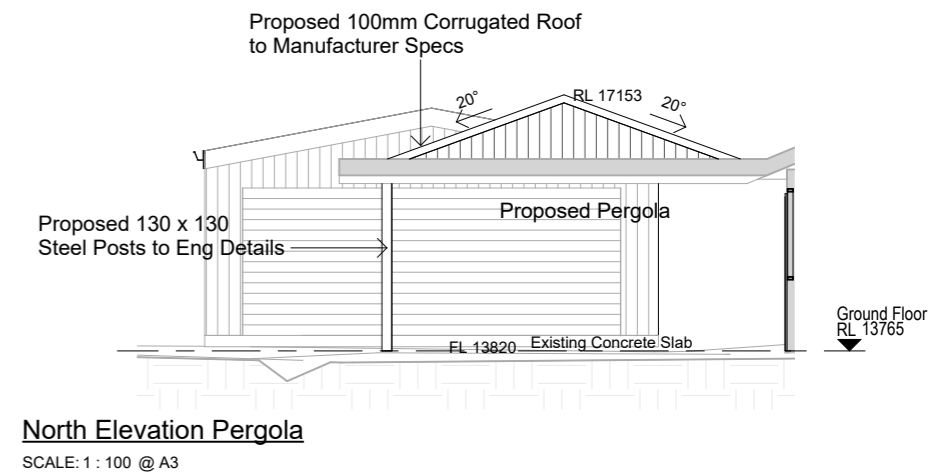 Proposed 100mm Corrugated Roof
to Manufacturer Specs
20°
RL 17153
20°
Proposed Pergola
Proposed 130 x 130
Steel Posts to Eng Details
Ground Floor
RL 13765
FL 13820
Existing Concrete Slab
North Elevation Pergola
SCALE: 1 : 100 @ A3